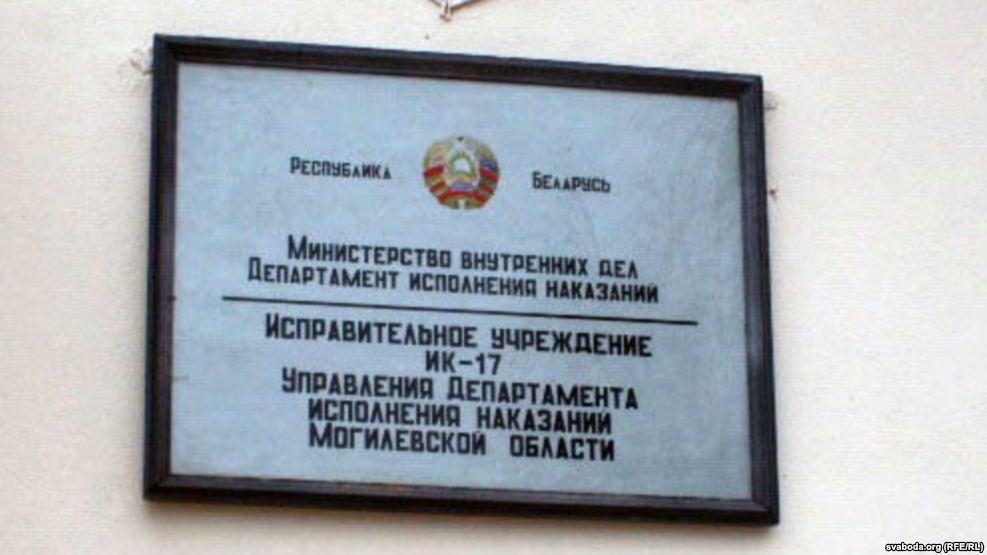 Республика Беларусь
Министерство внутренних дел
Департамент исполнения наказаний
Исправительное учреждение
ИК-17
Управления Департамента
исполнения наказаний
Могилевской области
svaboda.org (RFE/RL)